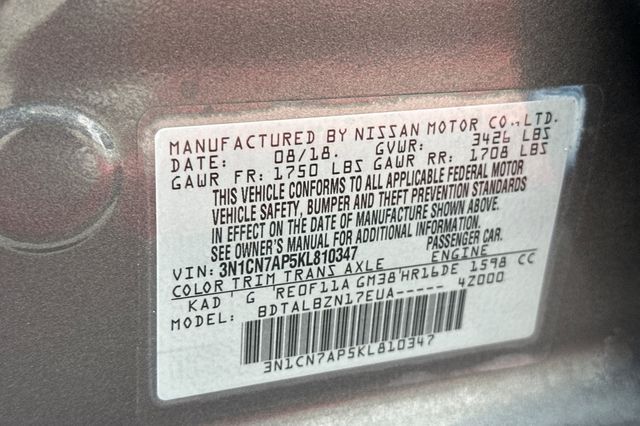 MANUFACTURED BY NISSAN MOTOR CO.,LTD.
DATE: 08/18. GVWR: 3426 LBS
GAWR FR: 1750 LBS GAWR RR: 1708 LBS
THIS VEHICLE CONFORMS TO ALL APPLICABLE FEDERAL MOTOR
VEHICLE SAFETY, BUMPER AND THEFT PREVENTION STANDARDS
IN EFFECT ON THE DATE OF MANUFACTURE SHOWN ABOVE.
SEE OWNER'S MANUAL FOR ADDITIONAL INFORMATION.
VIN: 3N1CN7AP5KL810347 PASSENGER CAR.
COLOR TRIM TRANS AXLE ENGINE
KAD G RE0F11A GM38 HR16DE 1598 CC
MODEL: BDTALBZN17EUA----- 4Z000
3N1CN7AP5KL810347